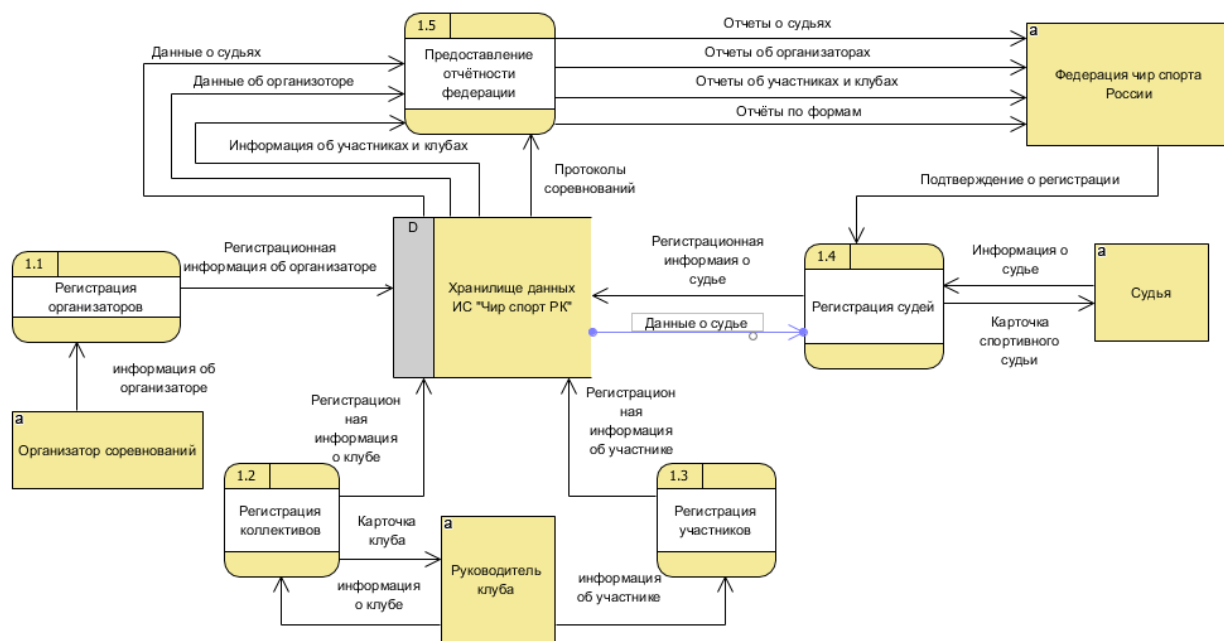 1.5
Предоставление
отчётности
федерации
Данные о судьях
Данные об организоторе
Информация об участниках и клубах
Отчеты о судьях
Отчеты об организаторах
Отчеты об участниках и клубах
Отчёты по формам
a
Федерация чир спорта
России
Протоколы
соревнований
Подтверждение о регистрации
1.1
Регистрация
организаторов
Регистрационная
информация об организаторе
D
Хранилище данных
ИС "Чир спорт РК"
Регистрационная
информаия о
судье
Данные о судье
1.4
Регистрация судей
Информация о
судье
Карточка
спортивного
судьи
a
Судья
информация об
организаторе
a
Организатор соревнований
Регистрацион
ная
информация
о клубе
Регистрацион
ная
информация
об участнике
1.2
Регистрация
коллективов
Карточка
клуба
информация
о клубе
a
Руководитель
клуба
информация
об участнике
1.3
Регистрация
участников